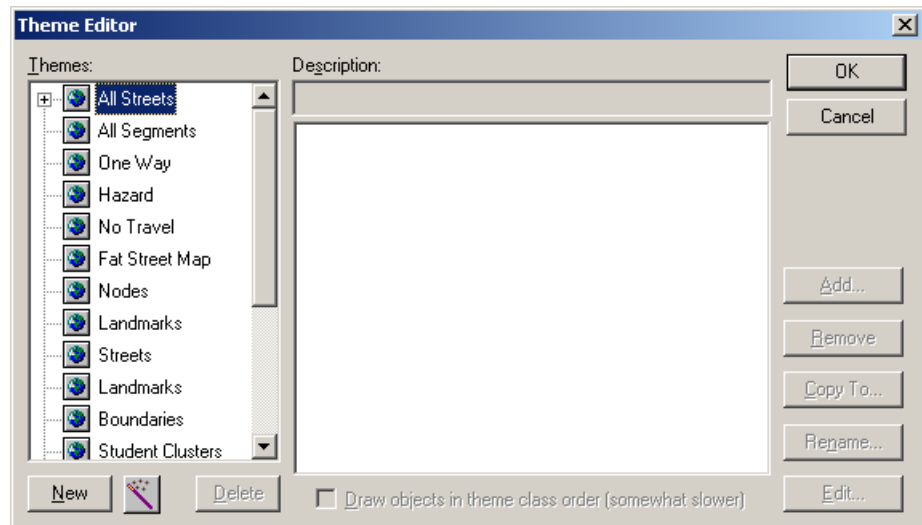 Theme Editor
Themes:
Description:
All Streets
All Segments
One Way
Hazard
No Travel
Fat Street Map
Nodes
Landmarks
Streets
Landmarks
Boundaries
Student Clusters
OK
Cancel
Add...
Remove
Copy To...
Rename...
Edit...
New
Delete
Draw objects in theme class order (somewhat slower)